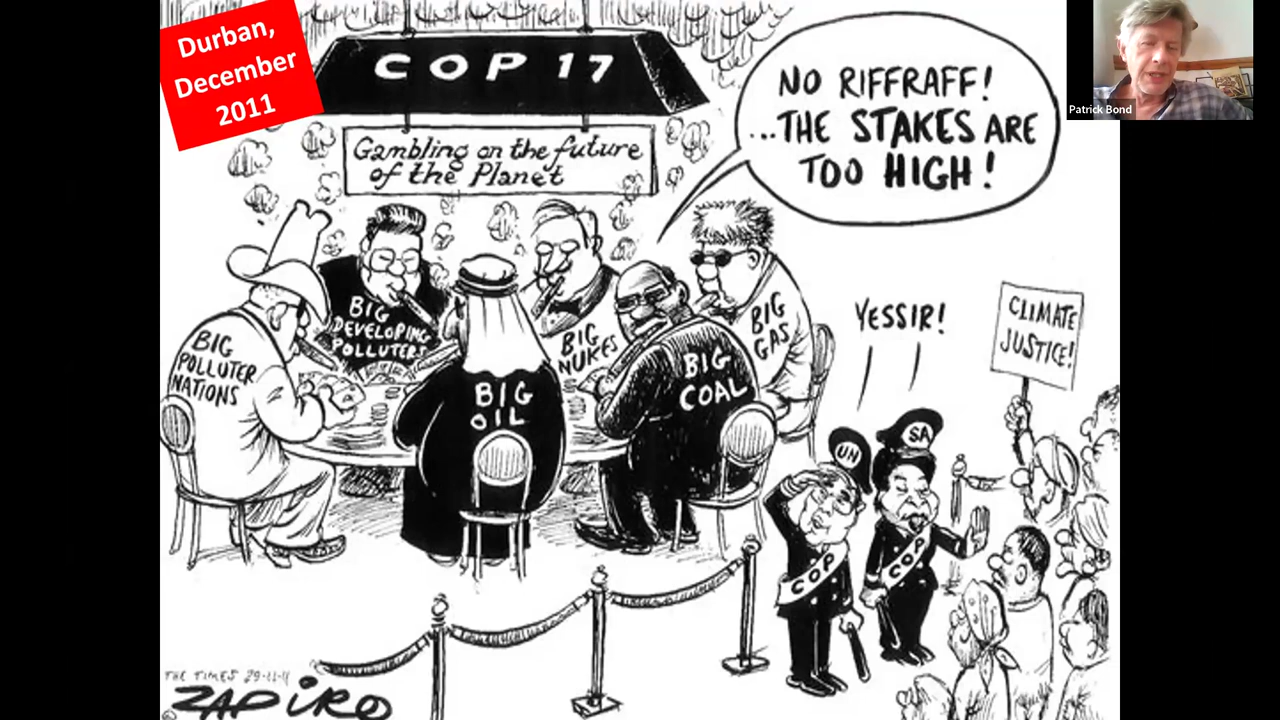 Durban,
December
2011
COP 17
Gambling on the future
of the Planet
NO RIFFRAFF!
...THE STAKES ARE
TOO HIGH!
Patrick Bond
BIG
POLLUTER
NATIONS
BIG
DEVELOPING
POLLUTERS
BIG
OIL
BIG
NUKES
BIG
COAL
BIG
GAS
YESSIR!
CLIMATE
JUSTICE!
UN
SA
COP
COP
THE TIMES 29-11-11
© ZAPIRO